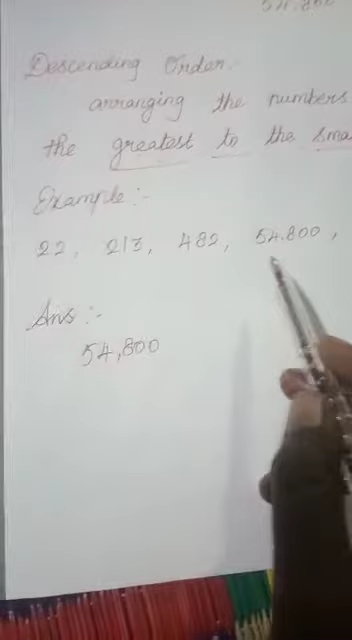 Descending Order.
arranging the numbers
the greatest to the
Example :-
22, 213, 482, 54.800,
Ans :-
54,800